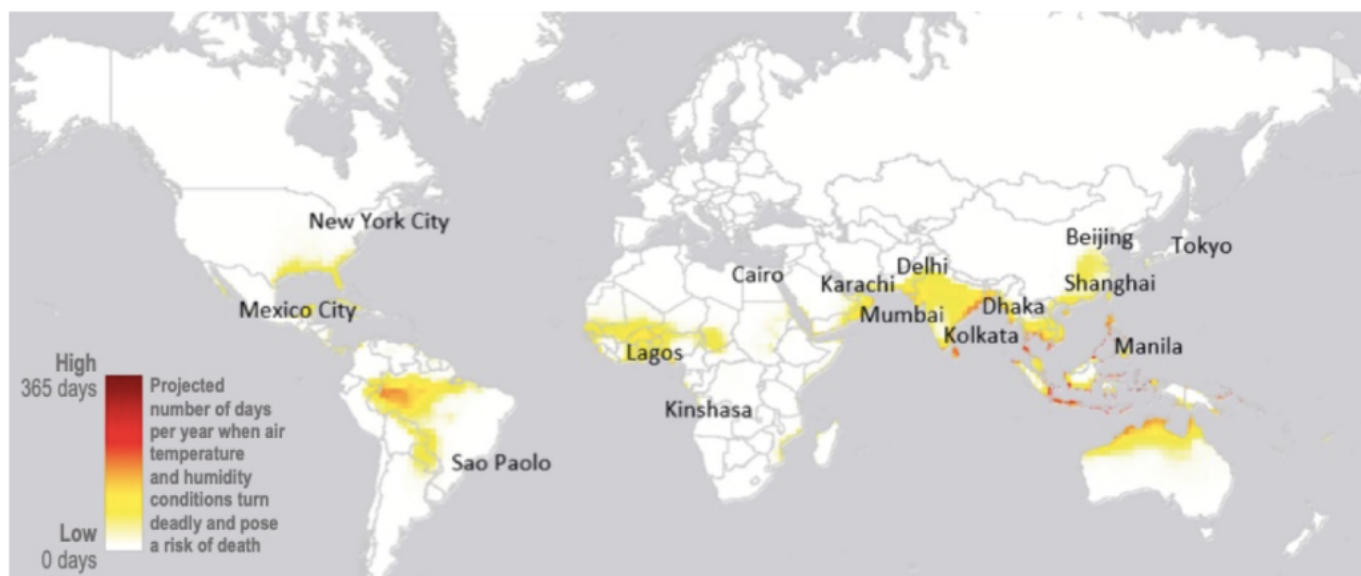 New York City
Beijing
Tokyo
Cairo
Delhi
Karachi
Shanghai
Mexico City
Mumbai
Dhaka
Kolkata
Lagos
Manila
Kinshasa
Sao Paolo
High
365 days
Low
0 days
Projected
number of days
per year when air
temperature
and humidity
conditions turn
deadly and pose
a risk of death